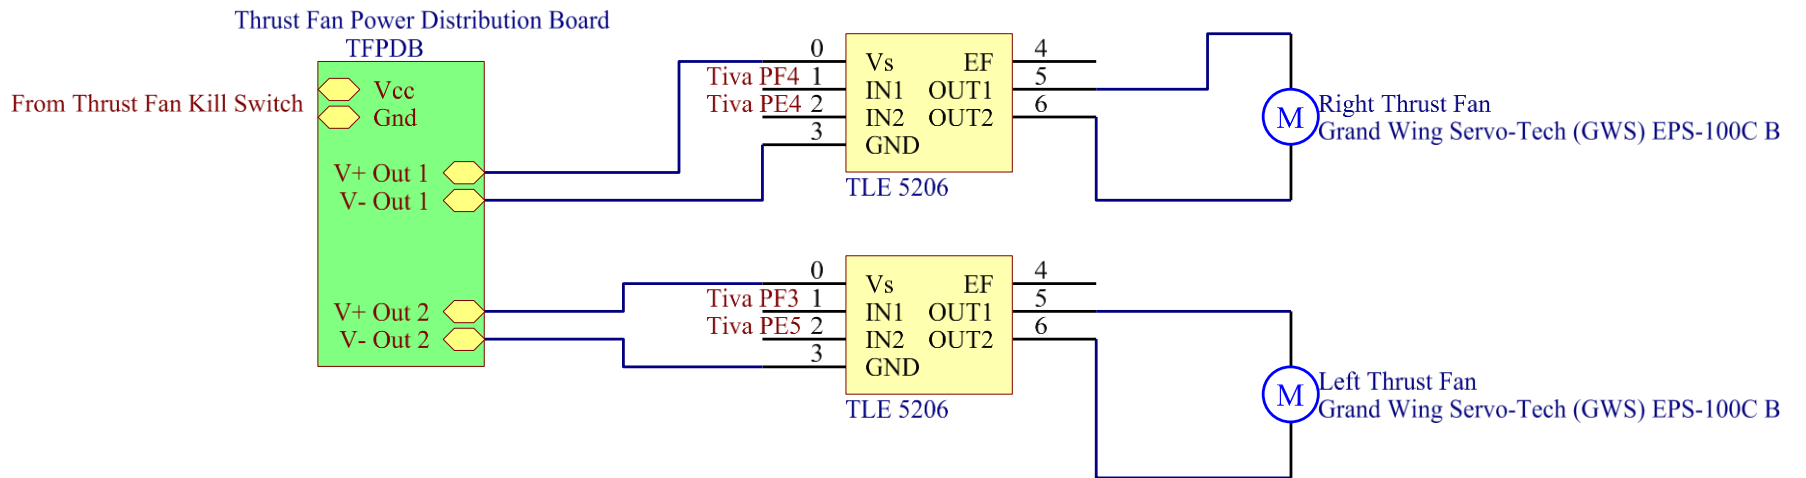 Thrust Fan Power Distribution Board
TFPDB
From Thrust Fan Kill Switch
Vcc
Gnd
V+ Out 1
V- Out 1
V+ Out 2
V- Out 2
Tiva PF4
Tiva PE4
0
1
2
3
Vs
IN1
IN2
GND
EF
OUT1
OUT2
4
5
6
TLE 5206
M
Right Thrust Fan
Grand Wing Servo-Tech (GWS) EPS-100C B
Tiva PF3
Tiva PE5
0
1
2
3
Vs
IN1
IN2
GND
EF
OUT1
OUT2
4
5
6
TLE 5206
M
Left Thrust Fan
Grand Wing Servo-Tech (GWS) EPS-100C B